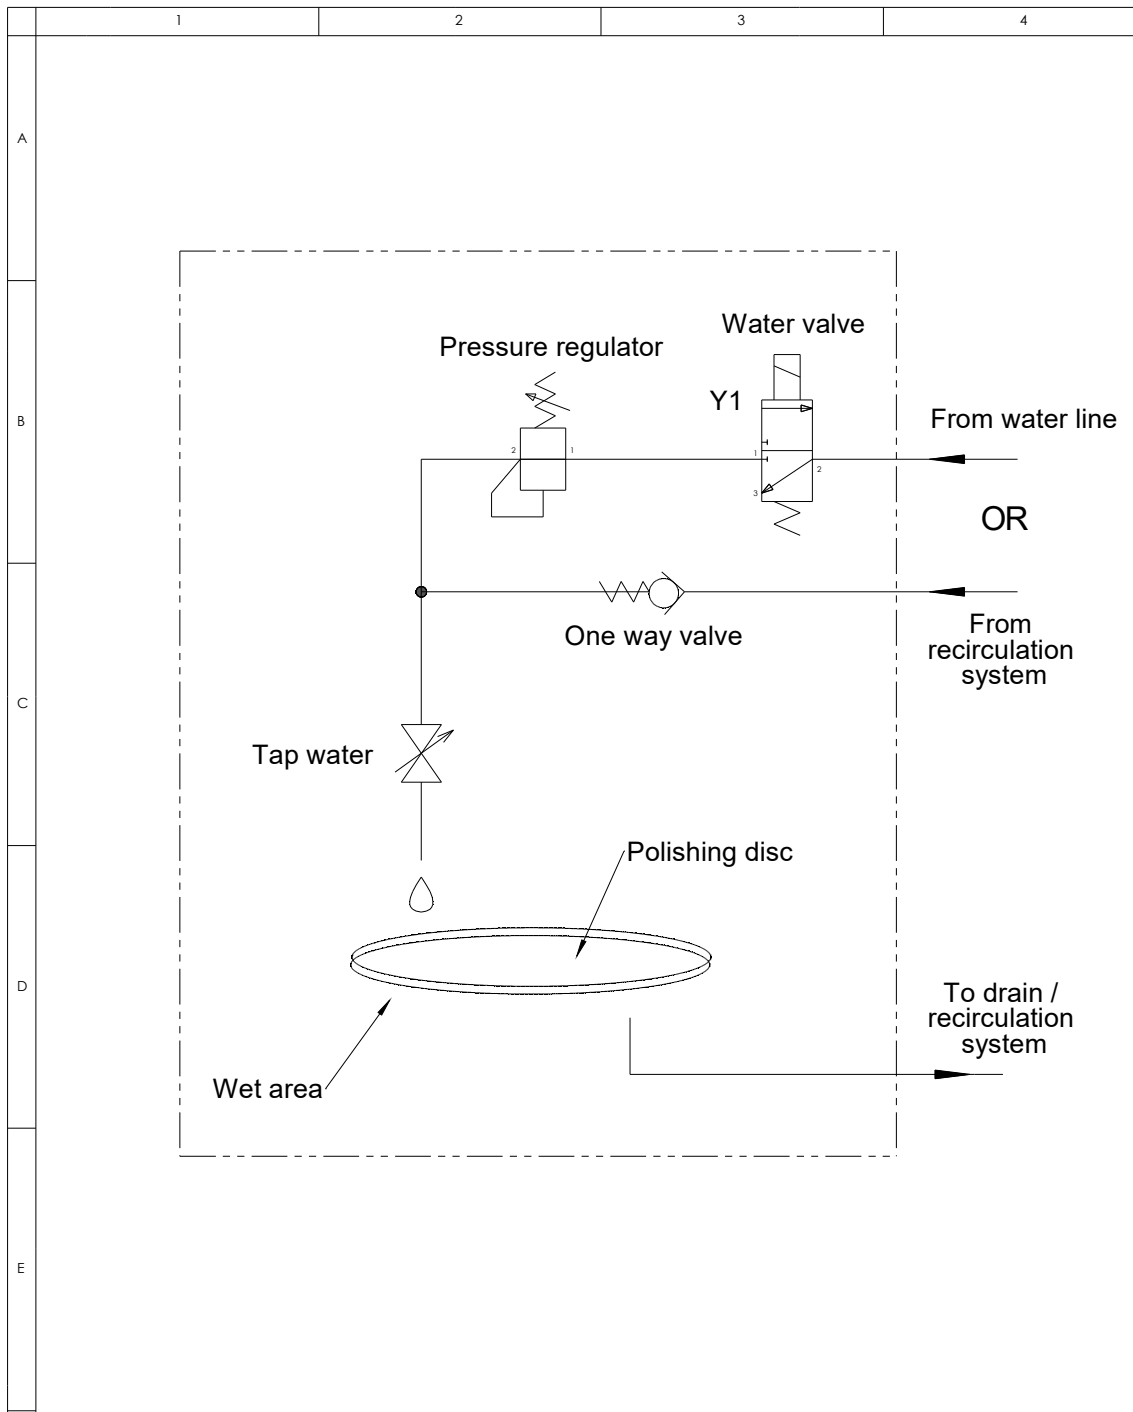 1 2 3 4
A
Water valve
Pressure regulator
Y1
B
From water line
2 1
1
2
3
OR
One way valve
From
recirculation
system
C
Tap water
Polishing disc
D
To drain /
recirculation
system
Wet area
E